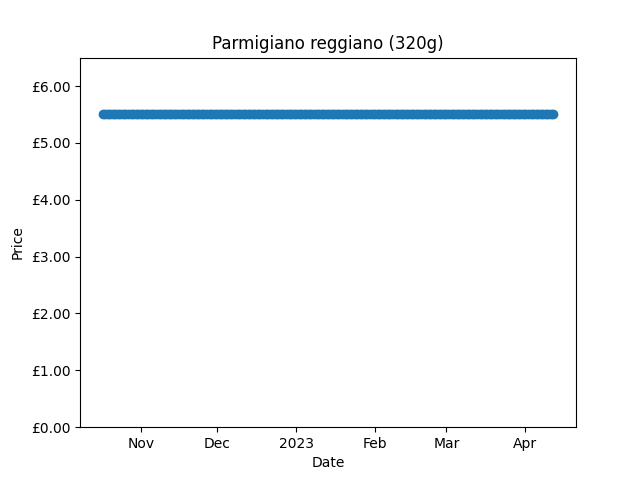 Parmigiano reggiano (320g)
£6.00
£5.00
£4.00
£3.00
£2.00
£1.00
£0.00
Price
Nov Dec 2023 Feb Mar Apr
Date